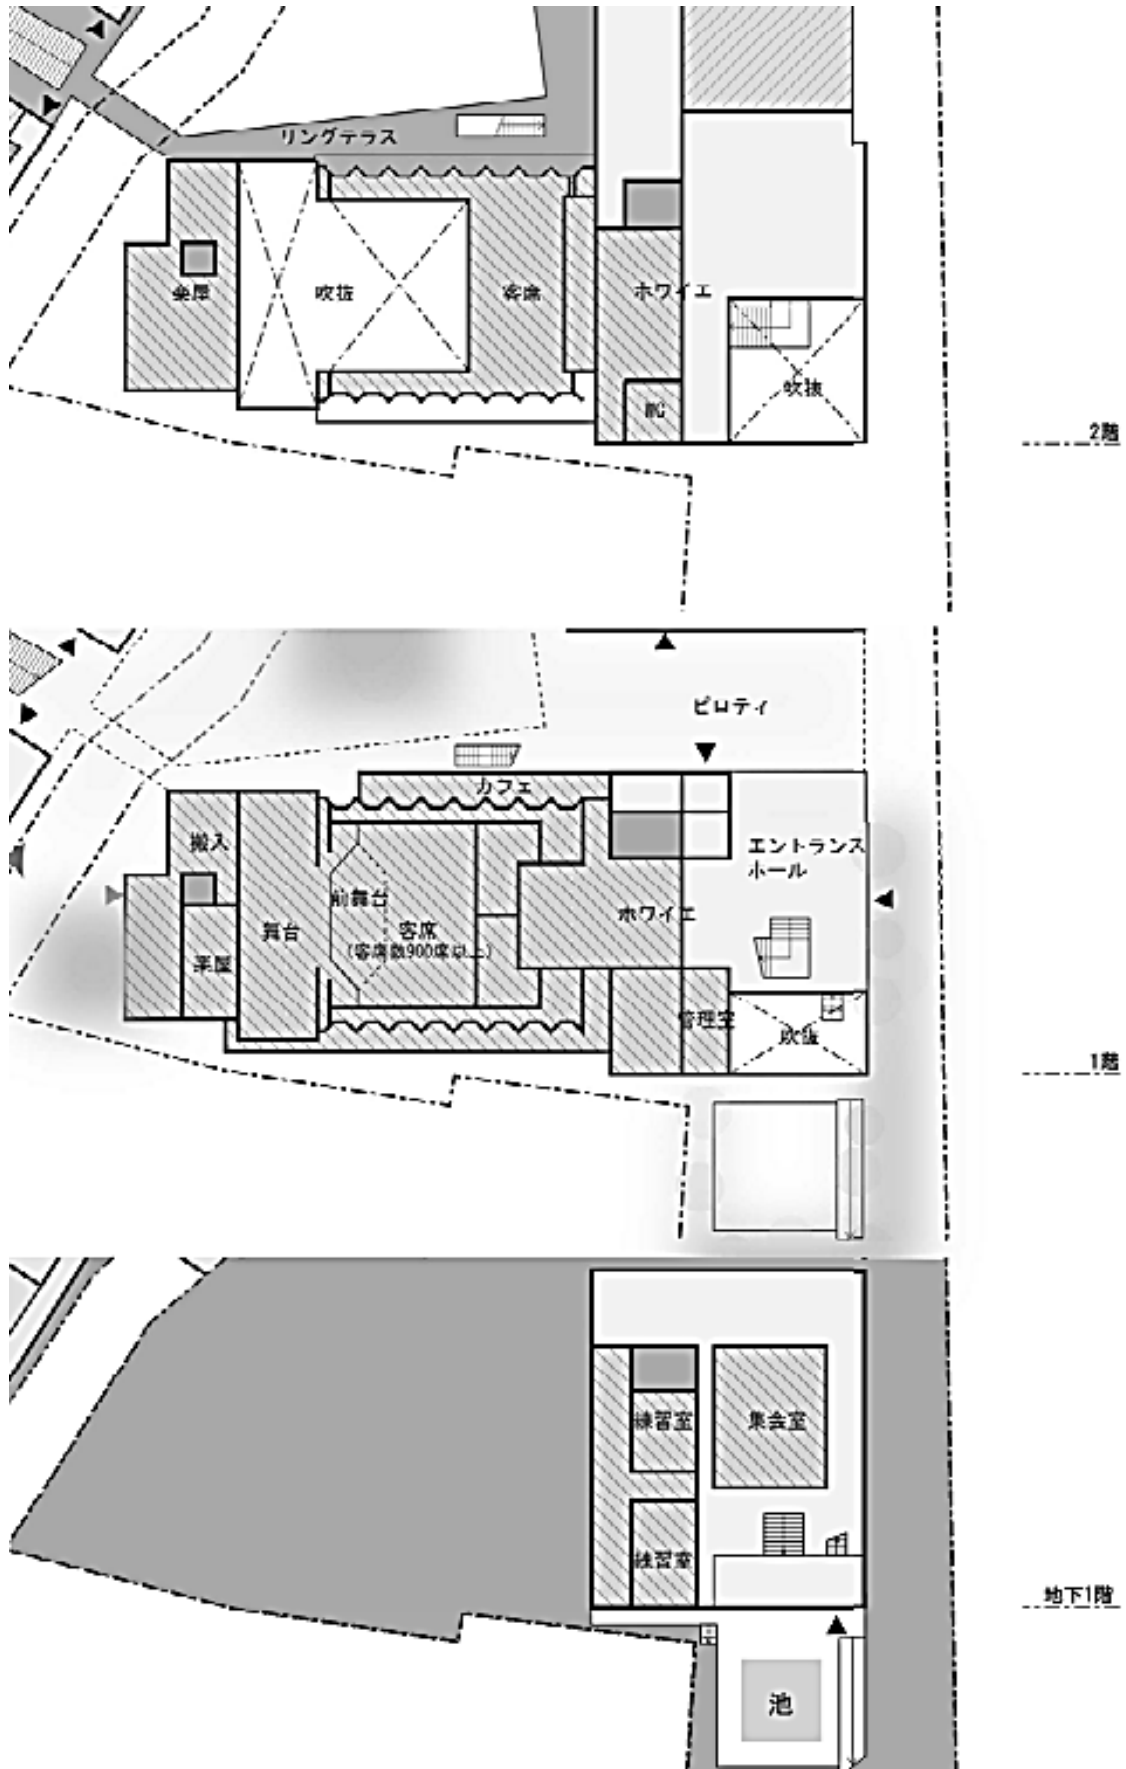 リングテラス
楽屋
吹抜
客席
ホワイエ
WC
吹抜
2階
ピロティ
カフェ
搬入
エントランス
ホール
前舞台
ホワイエ
舞台
客席
(客席数900席以上)
楽屋
管理室
吹抜
1階
練習室
集会室
練習室
地下1階
池